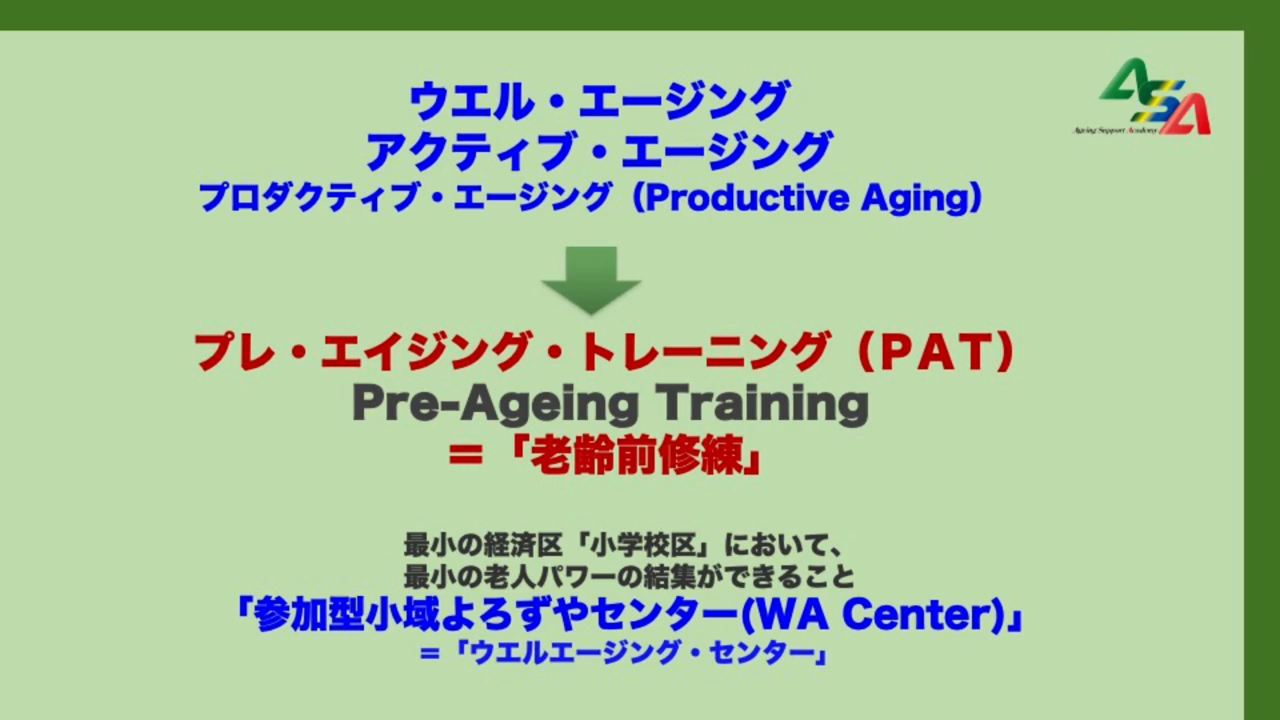 ウエル・エージング
アクティブ・エージング
プロダクティブ・エージング（Productive Aging）
ASA
Ageing Support Academy
プレ・エイジング・トレーニング（ＰＡＴ）
Pre-Ageing Training
＝「老齢前修練」
最小の経済区「小学校区」において、
最小の老人パワーの結集ができること
「参加型小域よろずやセンター(WA Center)」
＝「ウエルエージング・センター」